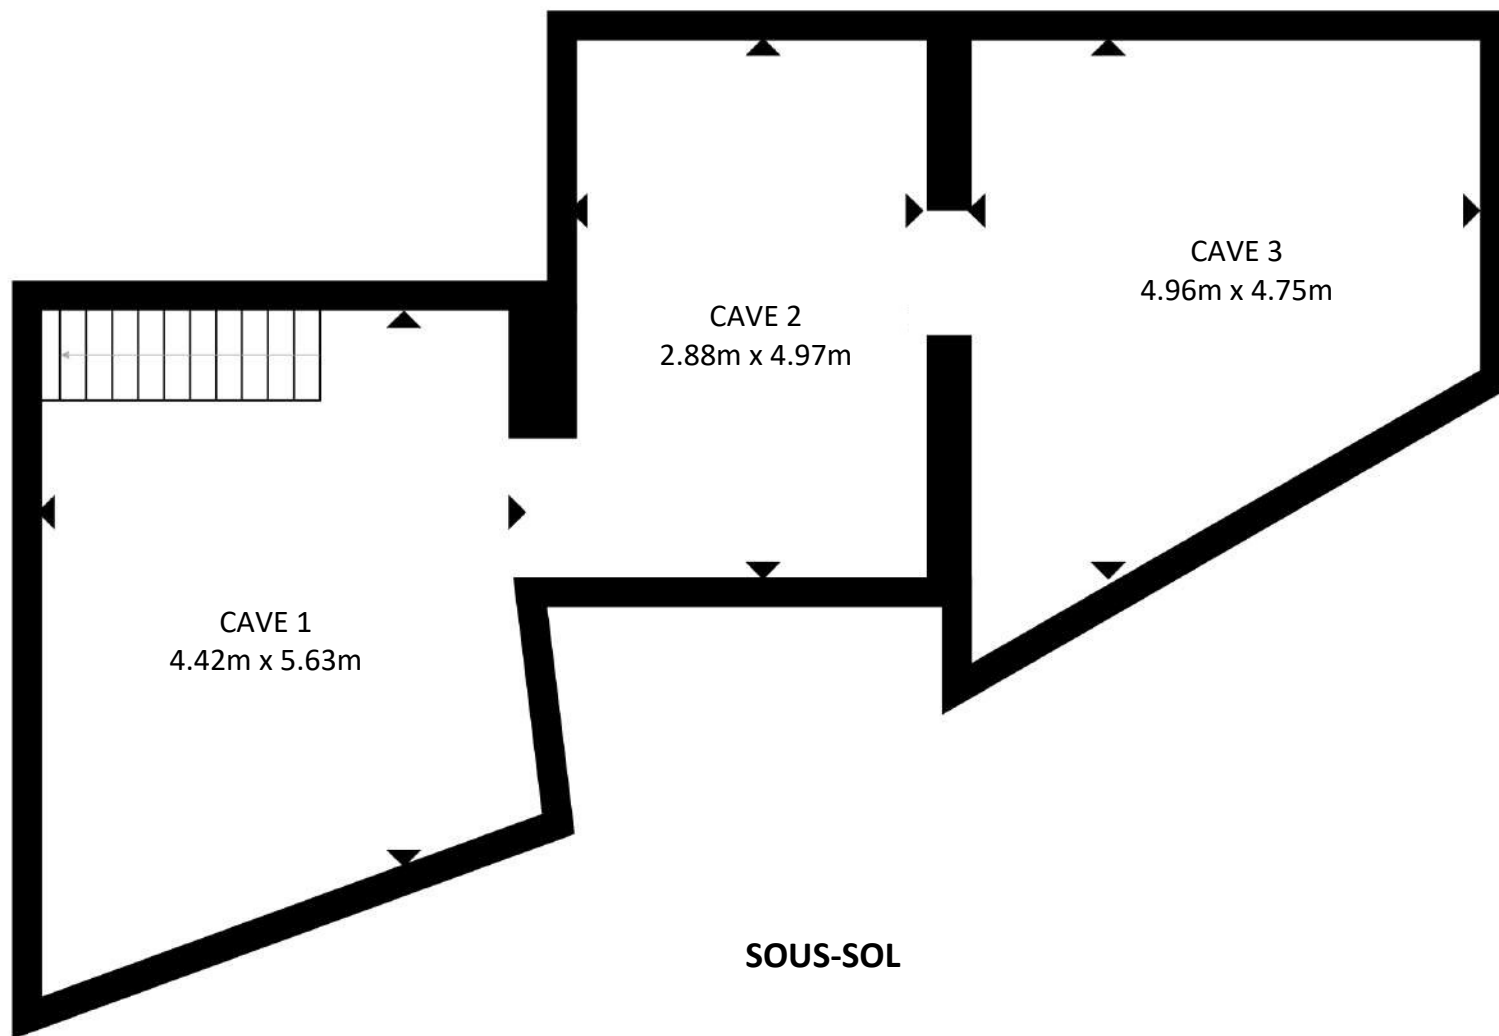 CAVE 3
4.96m x 4.75m
CAVE 2
2.88m x 4.97m
CAVE 1
4.42m x 5.63m
SOUS-SOL